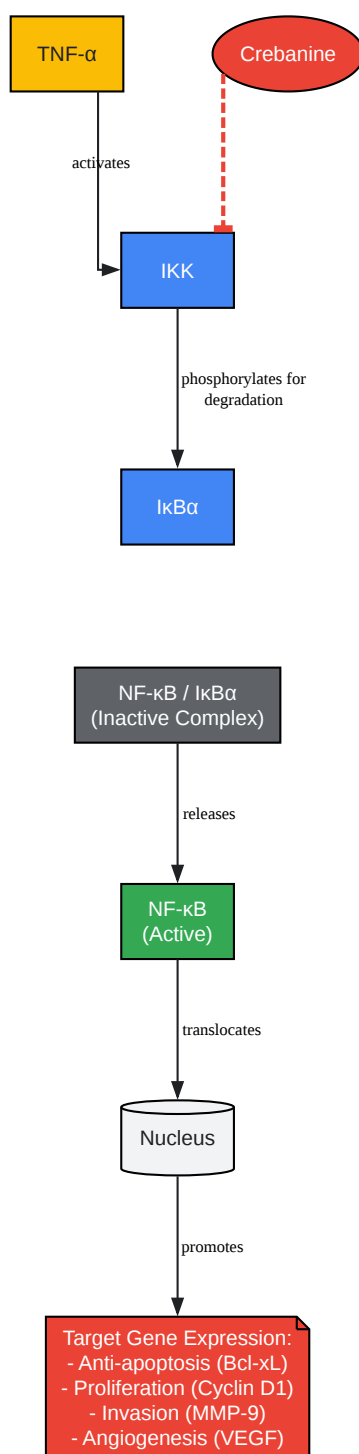 TNF-α
Crebanine
activates
IKK
phosphorylates for
degradation
IκBα
NF-κB / IκBα
(Inactive Complex)
releases
NF-κB
(Active)
translocates
Nucleus
promotes
Target Gene Expression:
- Anti-apoptosis (Bcl-xL)
- Proliferation (Cyclin D1)
- Invasion (MMP-9)
- Angiogenesis (VEGF)